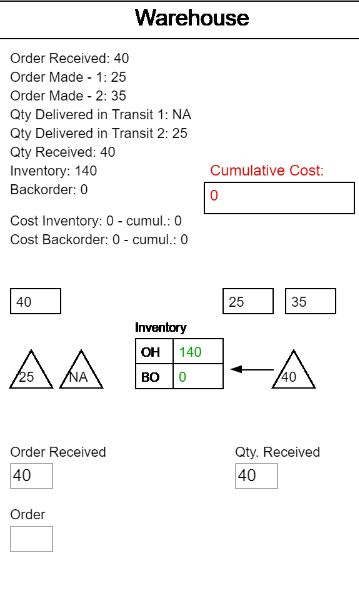 Warehouse
Order Received: 40
Order Made - 1: 25
Order Made - 2: 35
Qty Delivered in Transit 1: NA
Qty Delivered in Transit 2: 25
Qty Received: 40
Inventory: 140
Backorder: 0
Cumulative Cost:
0
Cost Inventory: 0 - cumul.: 0
Cost Backorder: 0 - cumul.: 0
40
25
35
Inventory
OH 140
BO 0
25
NA
40
Order Received
40
Qty. Received
40
Order